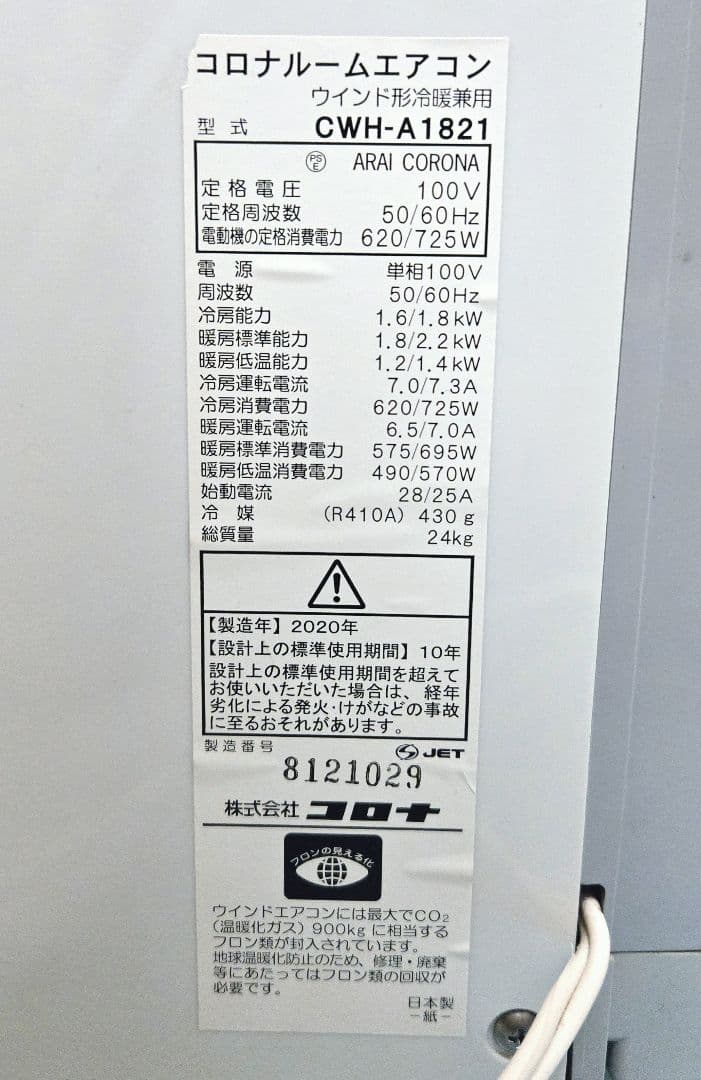 コロナルームエアコン
ウインド形冷暖兼用
型式 CWH-A1821
PSE ARAI CORONA
定格電圧 100V
定格周波数 50/60Hz
電動機の定格消費電力 620/725W
電源 単相100V
周波数 50/60Hz
冷房能力 1.6/1.8kW
暖房標準能力 1.8/2.2kW
暖房低温能力 1.2/1.4kW
冷房運転電流 7.0/7.3A
冷房消費電力 620/725W
暖房運転電流 6.5/7.0A
暖房標準消費電力 575/695W
暖房低温消費電力 490/570W
始動電流 28/25A
冷媒 (R410A) 430g
総質量 24kg
【製造年】2020年
【設計上の標準使用期間】10年
設計上の標準使用期間を超えて
お使いいただいた場合は、経年
劣化による発火・けがなどの事故
に至るおそれがあります。
製造番号 JET
8121029
株式会社 コロナ
フロンの見える化
ウインドエアコンには最大でCO₂
(温暖化ガス) 900kgに相当する
フロン類が封入されています。
地球温暖化防止のため、修理・廃棄
等にあたってはフロン類の回収が
必要です。
日本製
-紙-